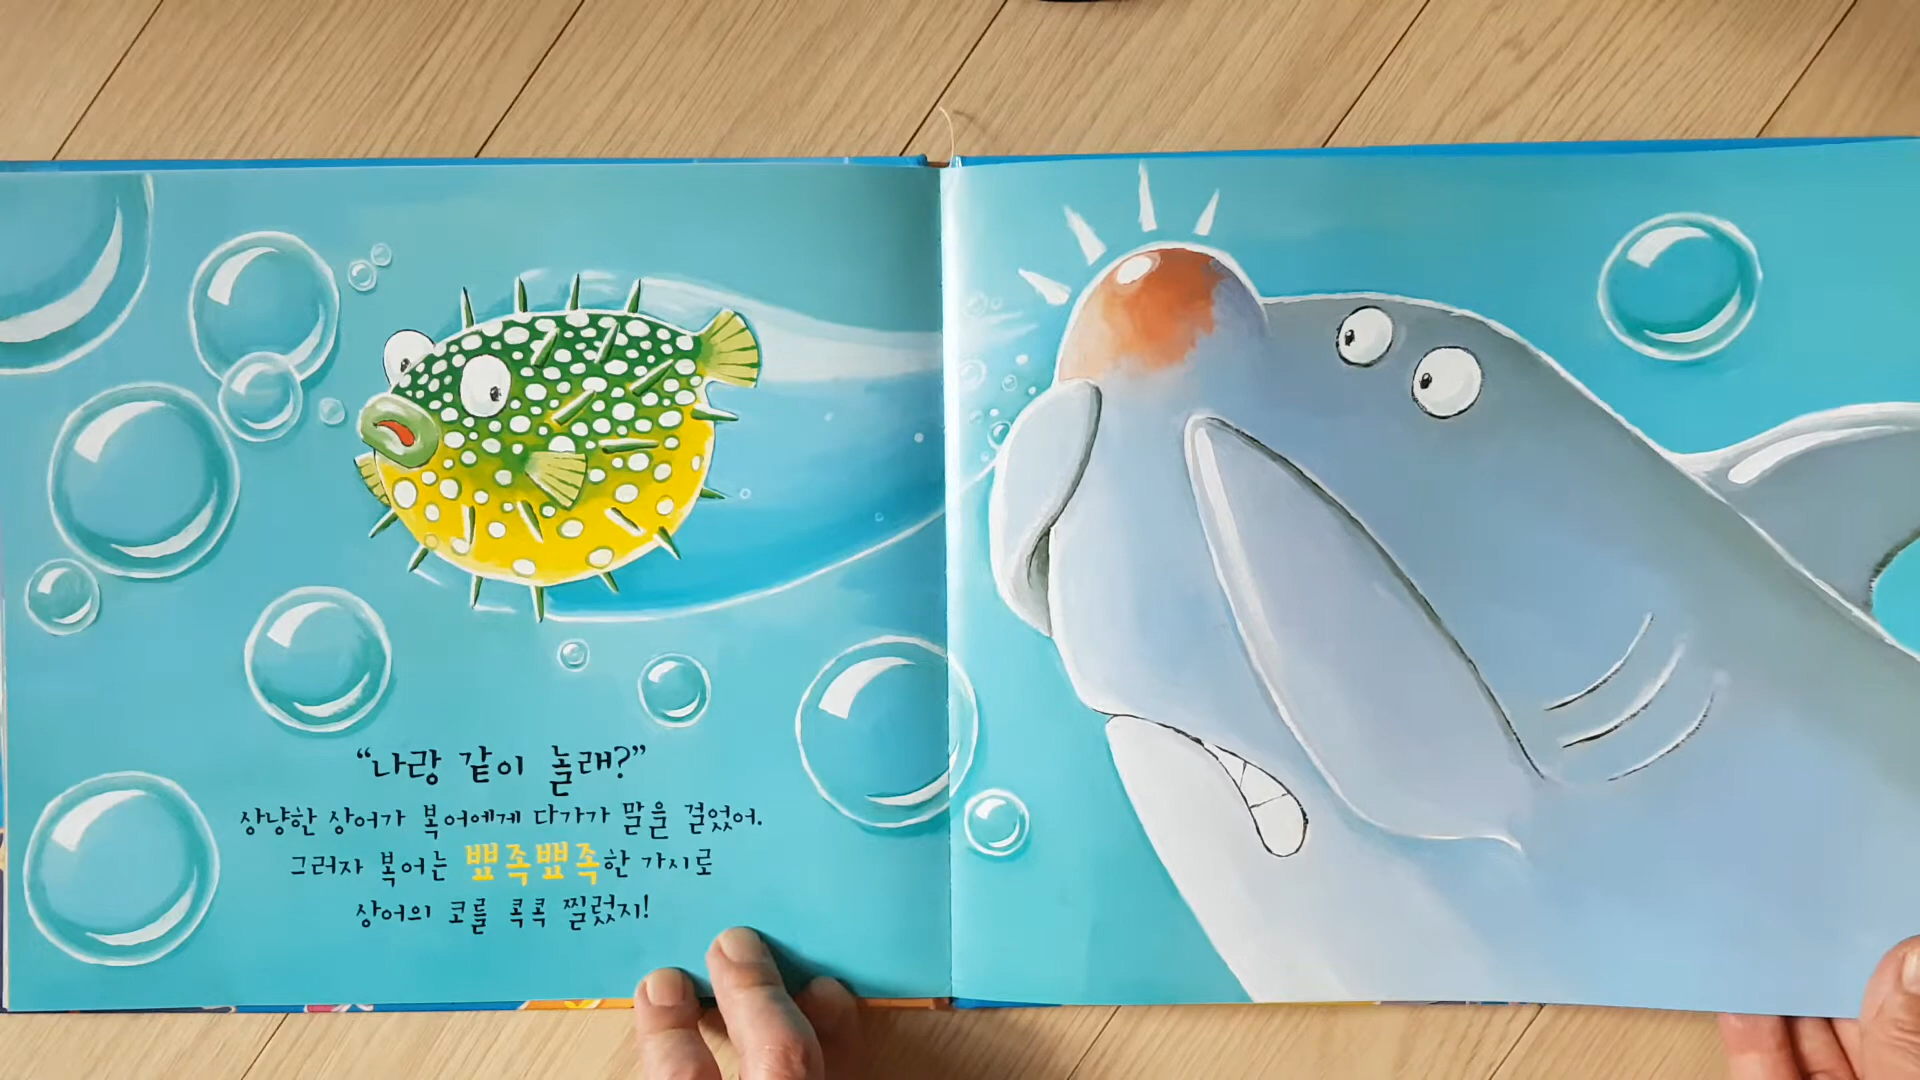 “나랑 같이 놀래?”
상냥한 상어가 복어에게 다가가 말을 걸었어.
그러자 복어는 뾰족뾰족한 가시로
상어의 코를 콕콕 찔렀지!